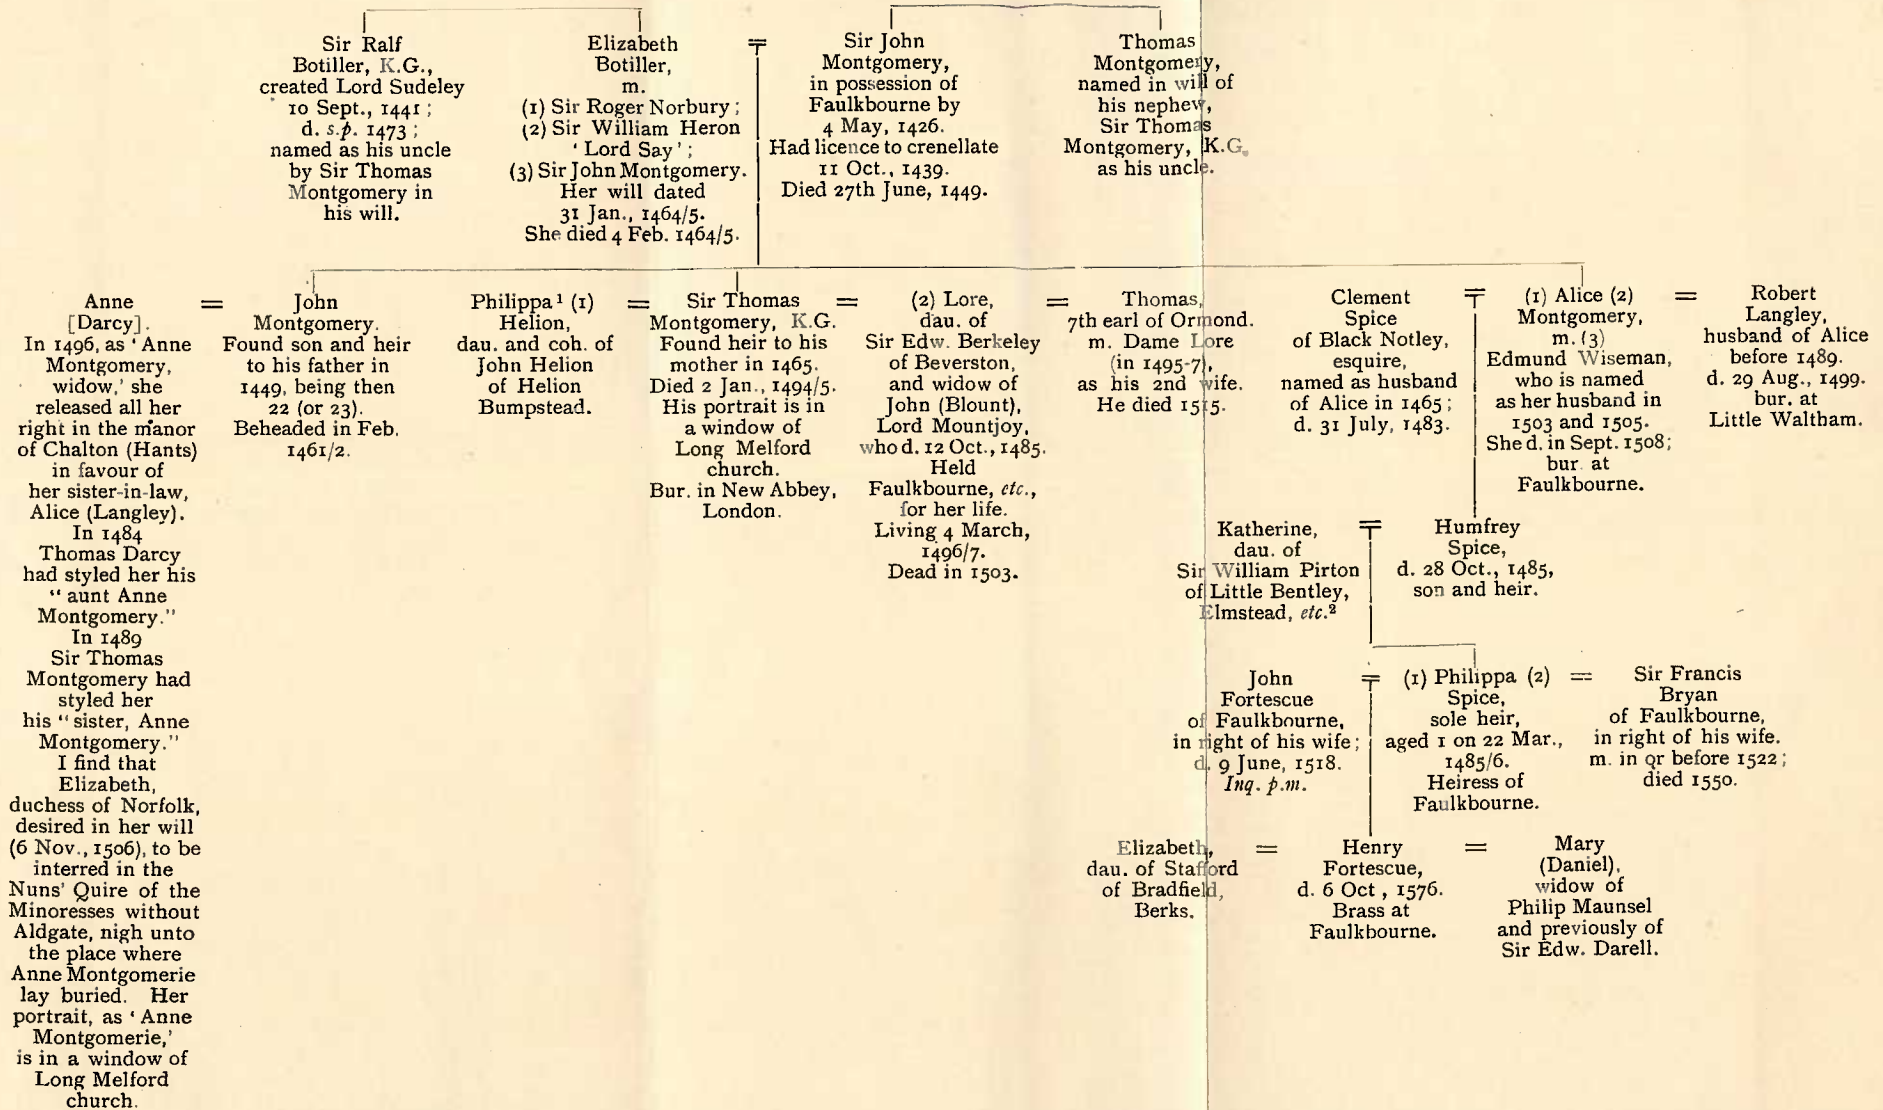 Sir Ralf
Botiller, K.G.,
created Lord Sudeley
10 Sept., 1441 ;
d. s.p. 1473 ;
named as his uncle
by Sir Thomas
Montgomery in
his will.
Elizabeth
Botiller,
m.
(1) Sir Roger Norbury ;
(2) Sir William Heron
‘ Lord Say ’ ;
(3) Sir John Montgomery.
Her will dated
31 Jan., 1464/5.
She died 4 Feb. 1464/5.
=
Sir John
Montgomery,
in possession of
Faulkbourne by
4 May, 1426.
Had licence to crenellate
11 Oct., 1439.
Died 27th June, 1449.
Thomas
Montgomery,
named in will of
his nephew,
Sir Thomas
Montgomery, K.G.
as his uncle.
Anne
[Darcy].
In 1496, as ‘ Anne
Montgomery,
widow,’ she
released all her
right in the manor
of Chalton (Hants)
in favour of
her sister-in-law,
Alice (Langley).
In 1484
Thomas Darcy
had styled her his
“ aunt Anne
Montgomery.”
In 1489
Sir Thomas
Montgomery had
styled her
his “ sister, Anne
Montgomery.”
I find that
Elizabeth,
duchess of Norfolk,
desired in her will
(6 Nov., 1506), to be
interred in the
Nuns’ Quire of the
Minoresses without
Aldgate, nigh unto
the place where
Anne Montgomerie
lay buried. Her
portrait, as ‘ Anne
Montgomerie,’
is in a window of
Long Melford
church.
=
John
Montgomery.
Found son and heir
to his father in
1449, being then
22 (or 23).
Beheaded in Feb.
1461/2.
Philippa¹ (1)
Helion,
dau. and coh. of
John Helion
of Helion
Bumpstead.
=
Sir Thomas
Montgomery, K.G.
Found heir to his
mother in 1465.
Died 2 Jan., 1494/5.
His portrait is in
a window of
Long Melford
church.
Bur. in New Abbey,
London.
=
(2) Lore,
dau. of
Sir Edw. Berkeley
of Beverston,
and widow of
John (Blount),
Lord Mountjoy,
who d. 12 Oct., 1485.
Held
Faulkbourne, etc.,
for her life.
Living 4 March,
1496/7.
Dead in 1503.
=
Thomas,
7th earl of Ormond.
m. Dame Lore
(in 1495-7),
as his 2nd wife.
He died 1515.
Clement
Spice
of Black Notley,
esquire,
named as husband
of Alice in 1465 ;
d. 31 July, 1483.
=
(1) Alice (2)
Montgomery,
m. (3)
Edmund Wiseman,
who is named
as her husband in
1503 and 1505.
She d. in Sept. 1508;
bur. at
Faulkbourne.
=
Robert
Langley,
husband of Alice
before 1489.
d. 29 Aug., 1499.
bur. at
Little Waltham.
Katherine,
dau. of
Sir William Pirton
of Little Bentley,
Elmstead, etc.²
=
Humfrey
Spice,
d. 28 Oct., 1485,
son and heir.
John
Fortescue
of Faulkbourne,
in right of his wife ;
d. 9 June, 1518.
Inq. p.m.
=
(1) Philippa (2)
Spice,
sole heir,
aged 1 on 22 Mar.,
1485/6.
Heiress of
Faulkbourne.
=
Sir Francis
Bryan
of Faulkbourne,
in right of his wife.
m. in or before 1522 ;
died 1550.
Elizabeth,
dau. of Stafford
of Bradfield,
Berks.
=
Henry
Fortescue,
d. 6 Oct , 1576.
Brass at
Faulkbourne.
=
Mary
(Daniel),
widow of
Philip Maunsel
and previously of
Sir Edw. Darell.